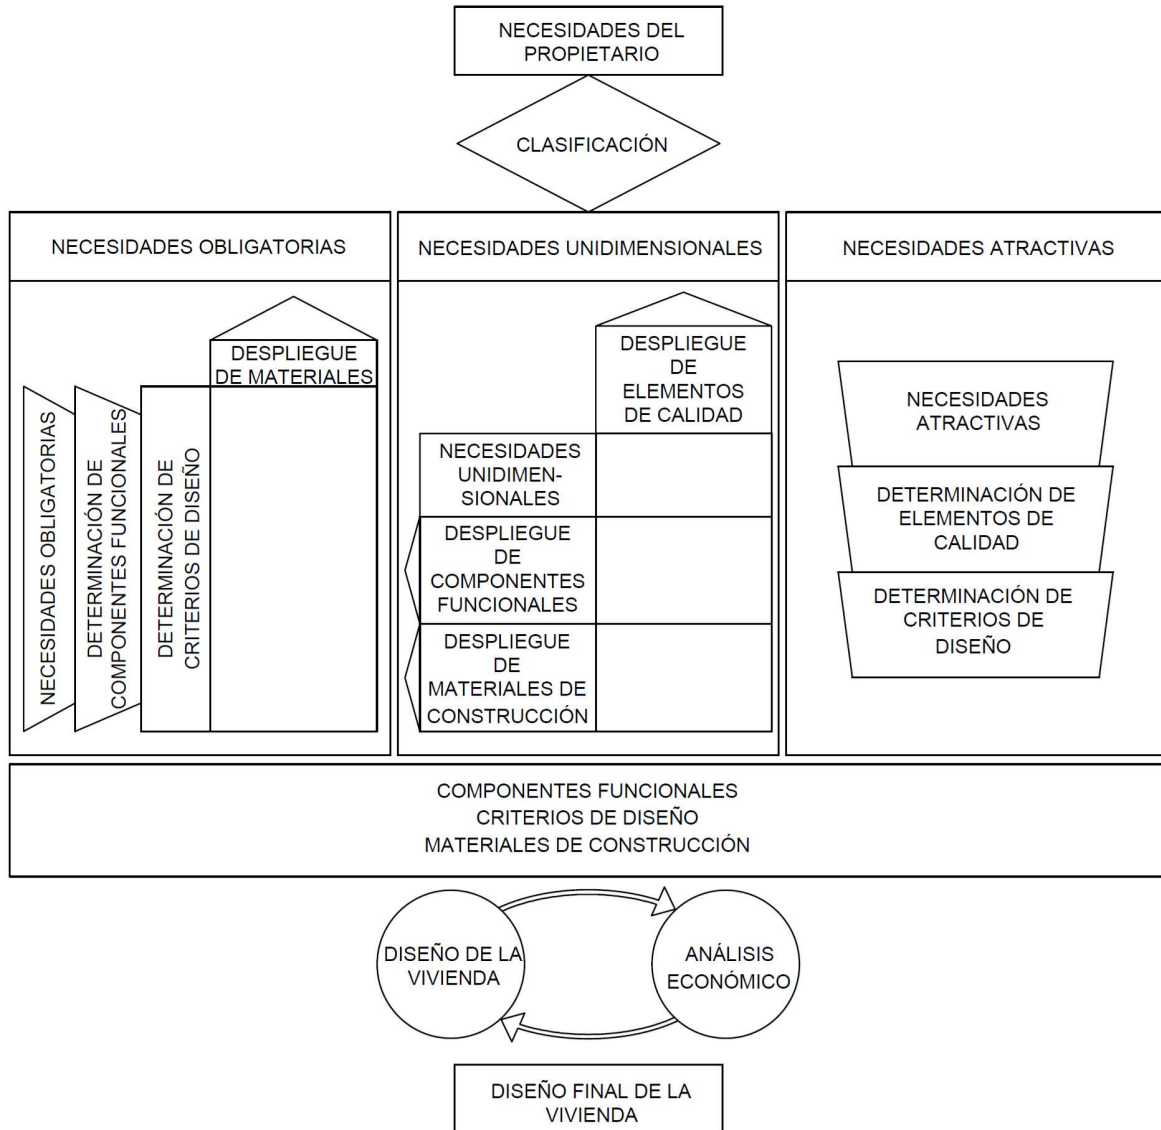 NECESIDADES DEL
PROPIETARIO
CLASIFICACIÓN
NECESIDADES OBLIGATORIAS
NECESIDADES UNIDIMENSIONALES
NECESIDADES ATRACTIVAS
NECESIDADES OBLIGATORIAS
DETERMINACIÓN DE
COMPONENTES FUNCIONALES
DETERMINACIÓN DE
CRITERIOS DE DISEÑO
DESPLIEGUE
DE MATERIALES
DESPLIEGUE
DE
ELEMENTOS
DE CALIDAD
NECESIDADES
UNIDIMEN-
SIONALES
DESPLIEGUE
DE
COMPONENTES
FUNCIONALES
DESPLIEGUE
DE
MATERIALES DE
CONSTRUCCIÓN
NECESIDADES
ATRACTIVAS
DETERMINACIÓN DE
ELEMENTOS DE
CALIDAD
DETERMINACIÓN DE
CRITERIOS DE
DISEÑO
COMPONENTES FUNCIONALES
CRITERIOS DE DISEÑO
MATERIALES DE CONSTRUCCIÓN
DISEÑO DE LA
VIVIENDA
ANÁLISIS
ECONÓMICO
DISEÑO FINAL DE LA
VIVIENDA